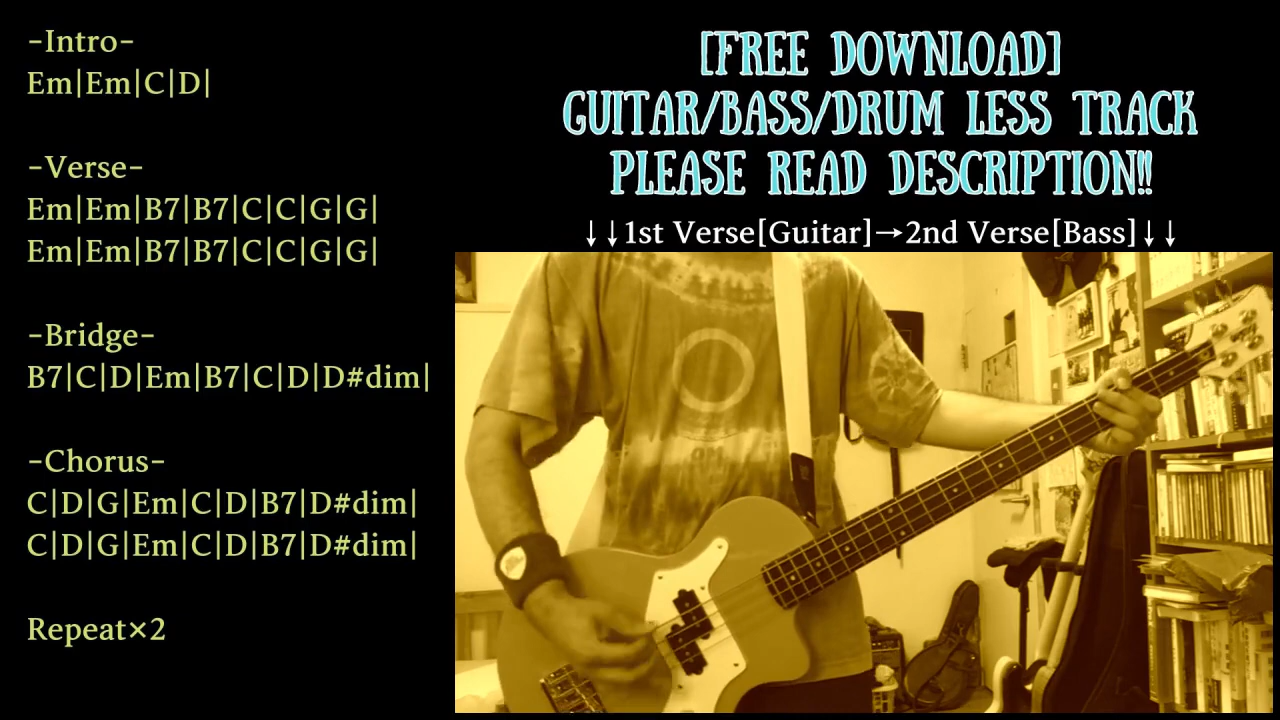 -Intro-
Em|Em|C|D|
-Verse-
Em|Em|B7|B7|C|C|G|G|
Em|Em|B7|B7|C|C|G|G|
-Bridge-
B7|C|D|Em|B7|C|D|D#dim|
-Chorus-
C|D|G|Em|C|D|B7|D#dim|
C|D|G|Em|C|D|B7|D#dim|
Repeat×2
[FREE DOWNLOAD]
GUITAR/BASS/DRUM LESS TRACK
PLEASE READ DESCRIPTION!!
↓↓1st Verse[Guitar]→2nd Verse[Bass]↓↓